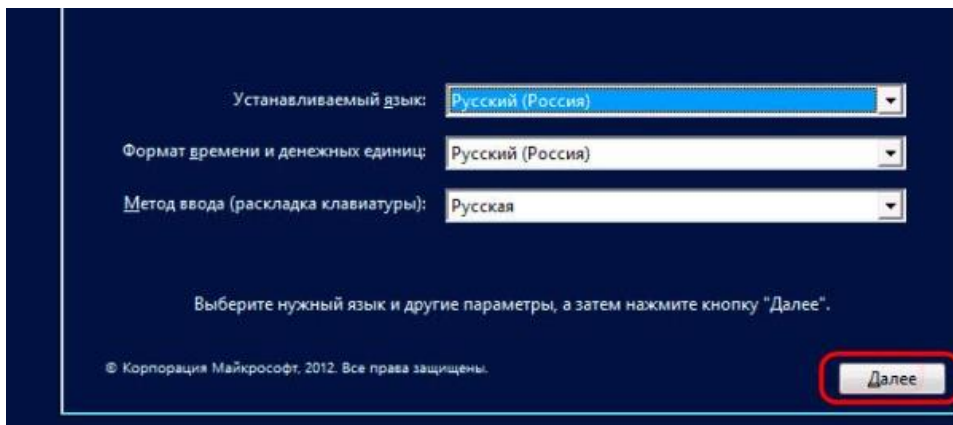 Устанавливаемый язык: Русский (Россия)
Формат времени и денежных единиц: Русский (Россия)
Метод ввода (раскладка клавиатуры): Русская
Выберите нужный язык и другие параметры, а затем нажмите кнопку "Далее".
© Корпорация Майкрософт, 2012. Все права защищены.
Далее